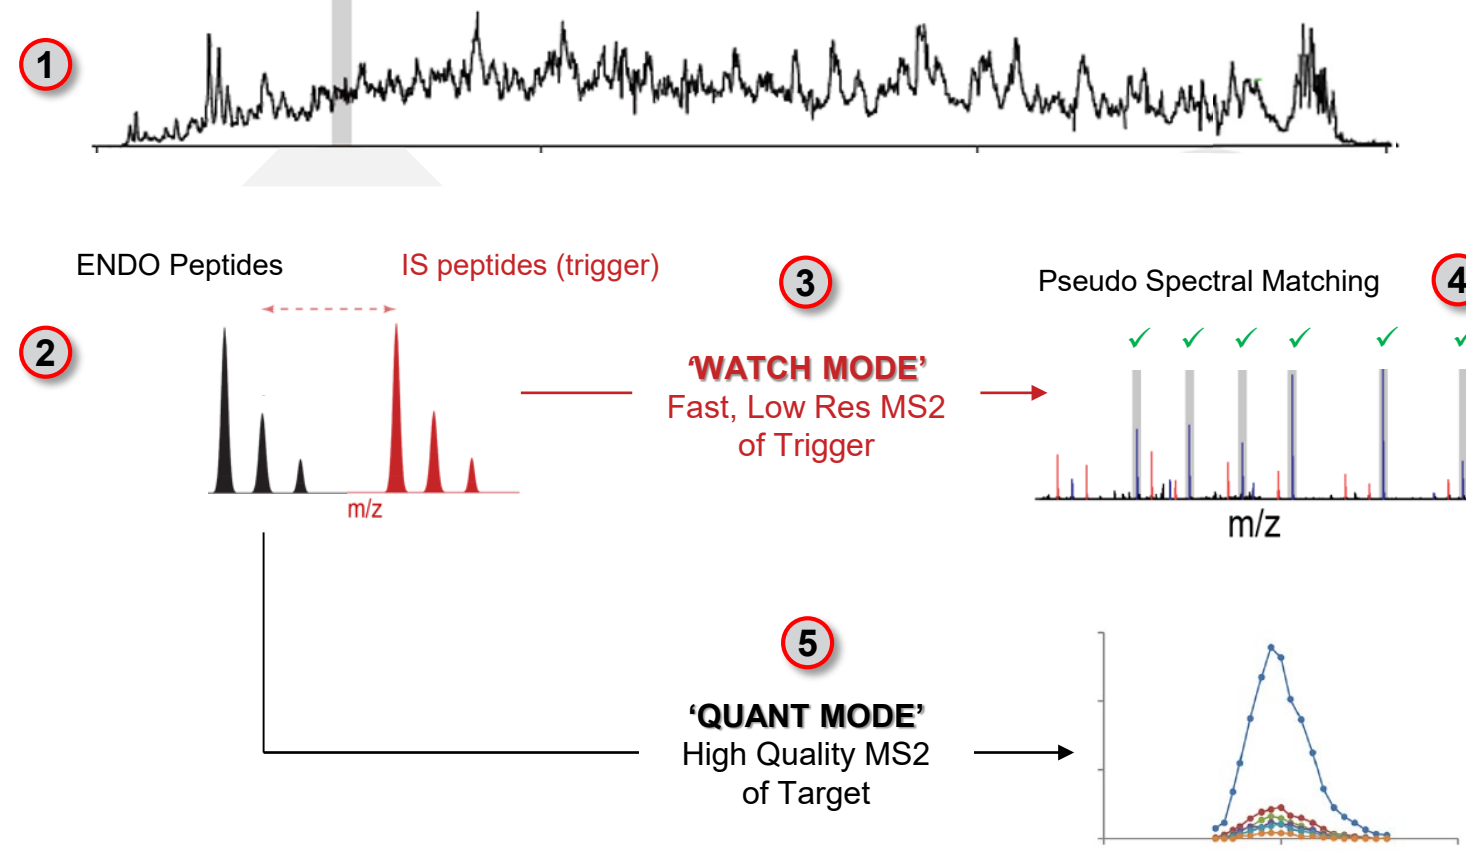 1
ENDO Peptides
IS peptides (trigger)
3
Pseudo Spectral Matching
4
2
‘WATCH MODE’
Fast, Low Res MS2
of Trigger
m/z
m/z
5
‘QUANT MODE’
High Quality MS2
of Target